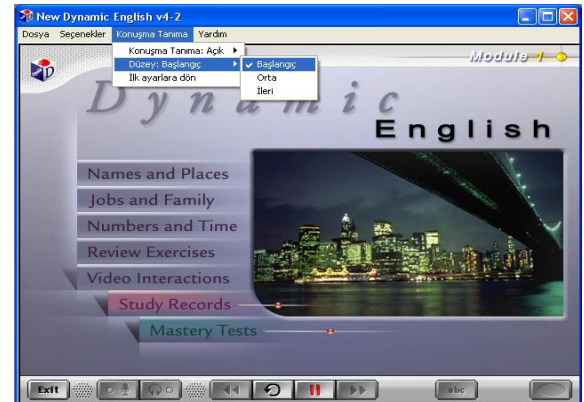 New Dynamic English v4-2
Dosya Seçenekler Konuşma Tanıma Yardım
Konuşma Tanıma: Açık
Düzey: Başlangıç
İlk ayarlara dön
Başlangıç
Orta
İleri
Module 1
3D
Dynamic
English
Names and Places
Jobs and Family
Numbers and Time
Review Exercises
Video Interactions
Study Records
Mastery Tests
Exit
abc